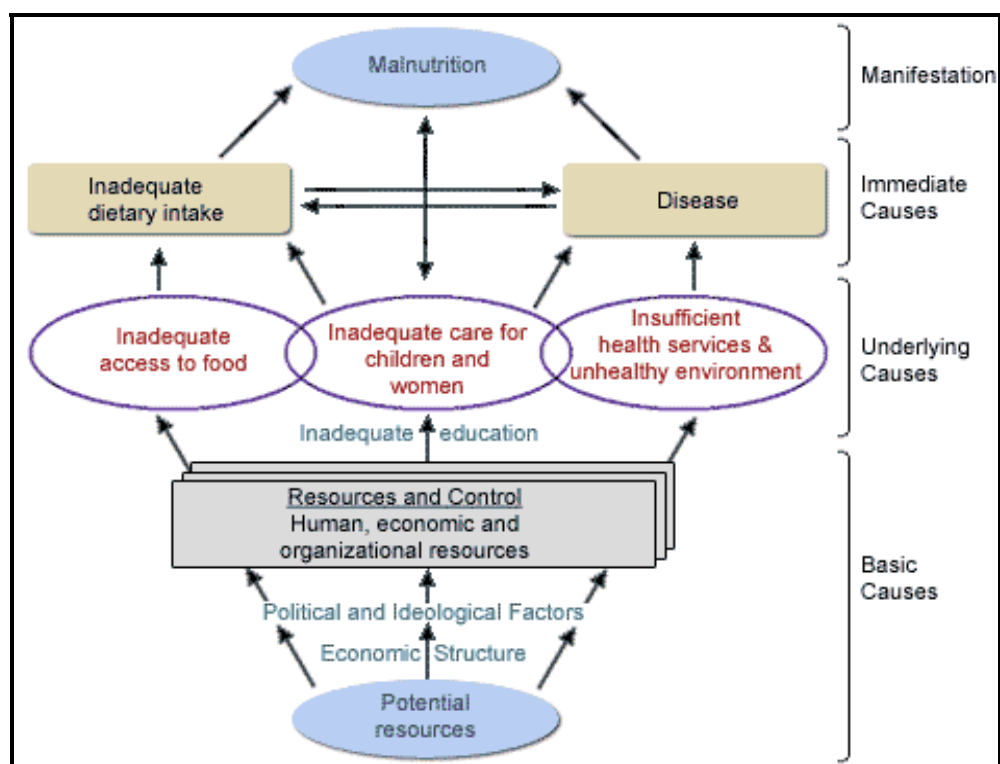 Malnutrition
Manifestation
Inadequate
dietary intake
Disease
Immediate
Causes
Inadequate
access to food
Inadequate care for
children and
women
Insufficient
health services &
unhealthy environment
Underlying
Causes
Inadequate education
Resources and Control
Human, economic and
organizational resources
Political and Ideological Factors
Economic Structure
Basic
Causes
Potential
resources